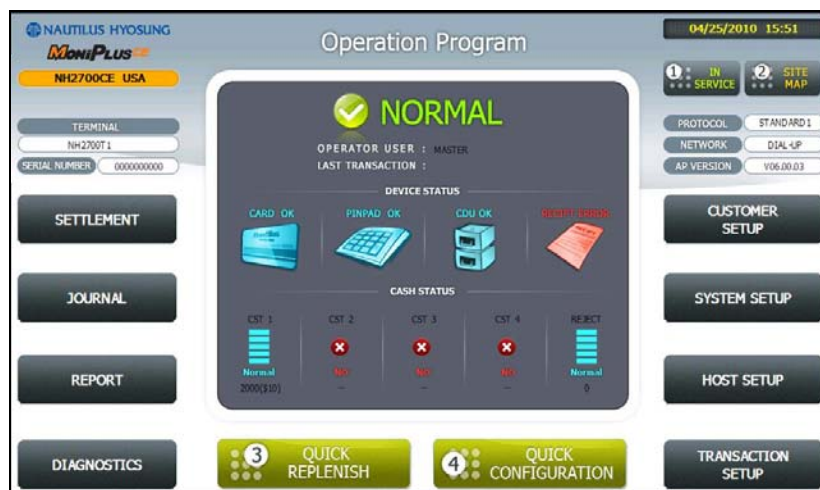 NAUTILUS HYOSUNG
MONiPLUS CE
NH2700CE USA
Operation Program
04/25/2010 15:51
1 IN SERVICE
2 SITE MAP
TERMINAL
NH2700T1
SERIAL NUMBER 0000000000
PROTOCOL STANDARD1
NETWORK DIAL-UP
AP VERSION V06.00.03
NORMAL
OPERATOR USER : MASTER
LAST TRANSACTION :
DEVICE STATUS
CARD OK PINPAD OK CDU OK RECEIPT ERROR
CASH STATUS
CST 1 CST 2 CST 3 CST 4 REJECT
Normal NO NO NO Normal
2000($10) -- -- -- 0
SETTLEMENT
JOURNAL
REPORT
DIAGNOSTICS
CUSTOMER
SETUP
SYSTEM SETUP
HOST SETUP
TRANSACTION
SETUP
3 QUICK
REPLENISH
4 QUICK
CONFIGURATION